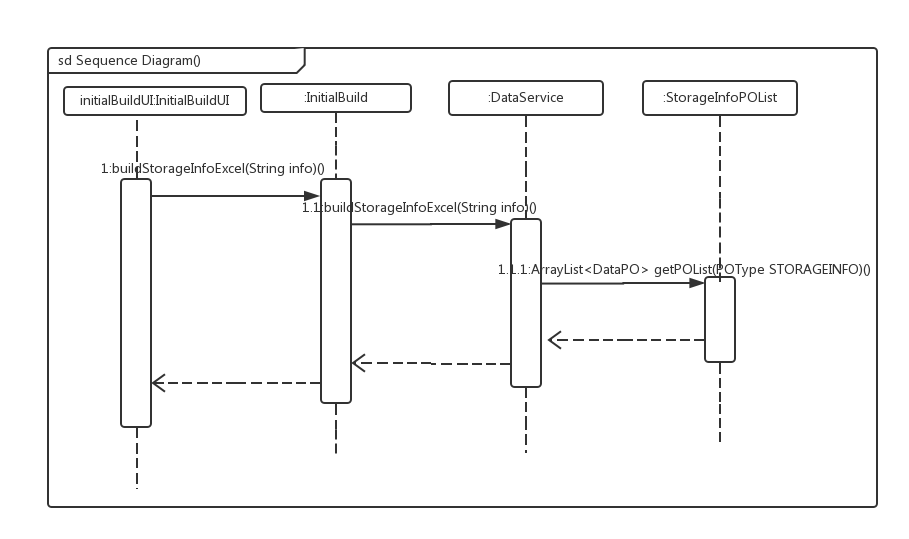 sd Sequence Diagram()
initialBuildUI:InitialBuildUI
:InitialBuild
:DataService
:StorageInfoPOList
1:buildStorageInfoExcel(String info)()
1.1:buildStorageInfoExcel(String info)()
1.1.1:ArrayList<DataPO> getPOList(POType STORAGEINFO)()